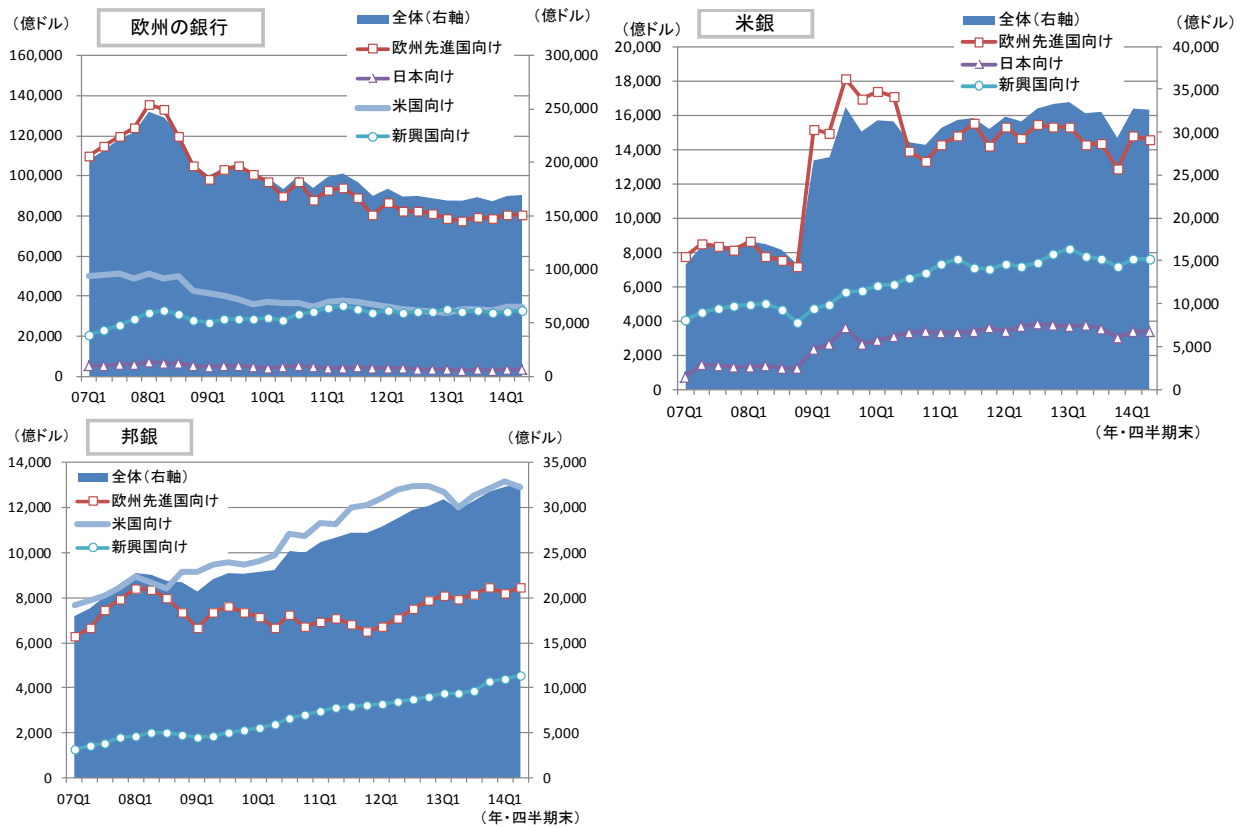 欧州の銀行
(億ドル)
(億ドル)
全体(右軸)
欧州先進国向け
日本向け
米国向け
新興国向け
160,000
140,000
120,000
100,000
80,000
60,000
40,000
20,000
0
300,000
250,000
200,000
150,000
100,000
50,000
0
07Q1 08Q1 09Q1 10Q1 11Q1 12Q1 13Q1 14Q1
米銀
(億ドル)
(億ドル)
全体(右軸)
欧州先進国向け
日本向け
新興国向け
20,000
18,000
16,000
14,000
12,000
10,000
8,000
6,000
4,000
2,000
0
40,000
35,000
30,000
25,000
20,000
15,000
10,000
5,000
0
07Q1 08Q1 09Q1 10Q1 11Q1 12Q1 13Q1 14Q1
(年・四半期末)
邦銀
(億ドル)
(億ドル)
全体(右軸)
欧州先進国向け
米国向け
新興国向け
14,000
12,000
10,000
8,000
6,000
4,000
2,000
0
35,000
30,000
25,000
20,000
15,000
10,000
5,000
0
07Q1 08Q1 09Q1 10Q1 11Q1 12Q1 13Q1 14Q1
(年・四半期末)